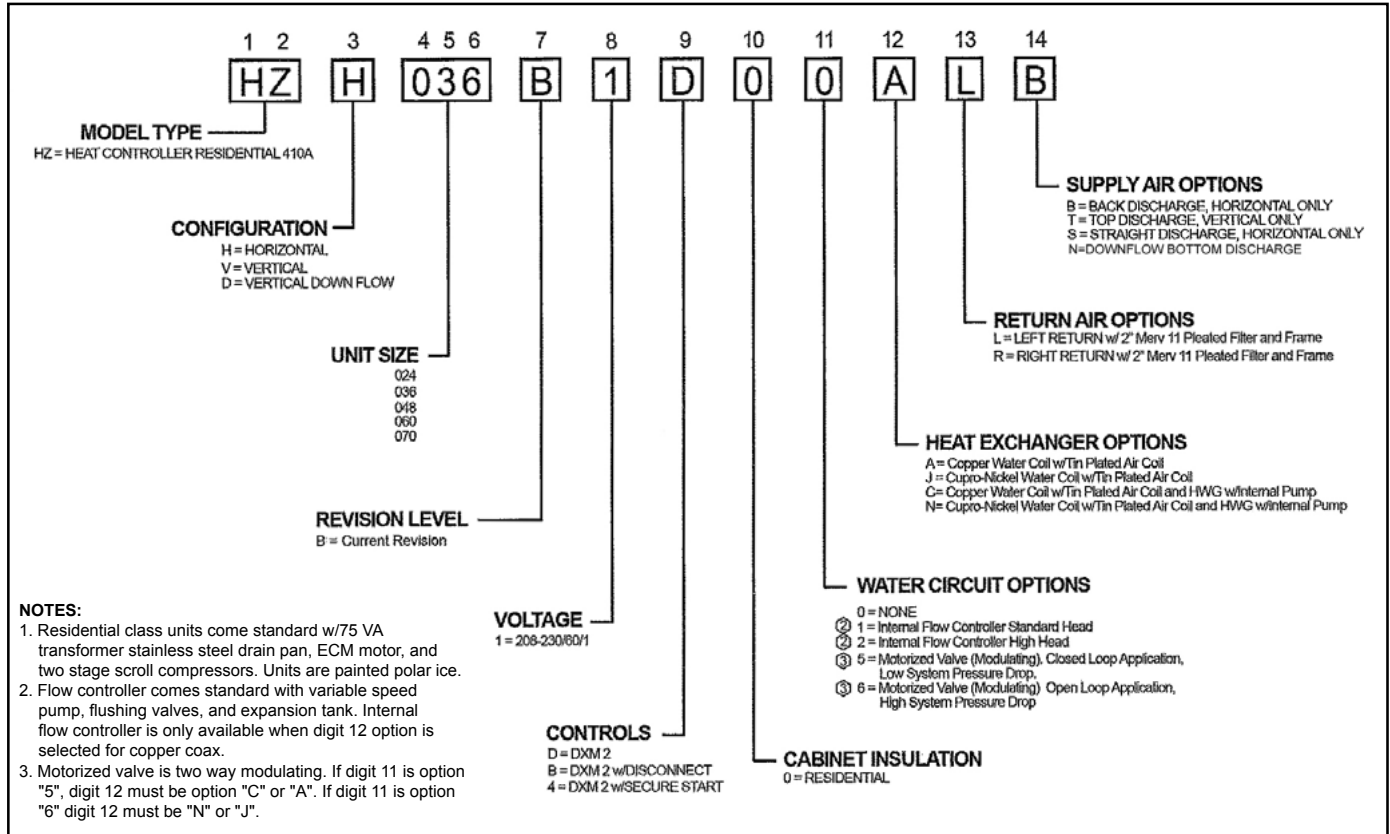 1 2 3 4 5 6 7 8 9 10 11 12 13 14
HZ H 036 B 1 D 0 0 A L B
MODEL TYPE
HZ = HEAT CONTROLLER RESIDENTIAL 410A
CONFIGURATION
H = HORIZONTAL
V = VERTICAL
D = VERTICAL DOWN FLOW
UNIT SIZE
024
036
048
060
070
REVISION LEVEL
B = Current Revision
VOLTAGE
1 = 208-230/60/1
CONTROLS
D = DXM 2
B = DXM 2 w/DISCONNECT
4 = DXM 2 w/SECURE START
CABINET INSULATION
0 = RESIDENTIAL
WATER CIRCUIT OPTIONS
0 = NONE
② 1 = Internal Flow Controller Standard Head
② 2 = Internal Flow Controller High Head
③ 5 = Motorized Valve (Modulating). Closed Loop Application,
Low System Pressure Drop,
③ 6 = Motorized Valve (Modulating) Open Loop Application,
High System Pressure Drop
HEAT EXCHANGER OPTIONS
A = Copper Water Coil w/Tin Plated Air Coil
J = Cupro-Nickel Water Coil w/Tin Plated Air Coil
C= Copper Water Coil w/Tin Plated Air Coil and HWG w/Internal Pump
N= Cupro-Nickel Water Coil w/Tin Plated Air Coil and HWG w/Internal Pump
RETURN AIR OPTIONS
L = LEFT RETURN w/ 2" Merv 11 Pleated Filter and Frame
R = RIGHT RETURN w/ 2" Merv 11 Pleated Filter and Frame
SUPPLY AIR OPTIONS
B = BACK DISCHARGE, HORIZONTAL ONLY
T = TOP DISCHARGE, VERTICAL ONLY
S = STRAIGHT DISCHARGE, HORIZONTAL ONLY
N=DOWNFLOW BOTTOM DISCHARGE
NOTES:
1. Residential class units come standard w/75 VA
transformer stainless steel drain pan, ECM motor, and
two stage scroll compressors. Units are painted polar ice.
2. Flow controller comes standard with variable speed
pump, flushing valves, and expansion tank. Internal
flow controller is only available when digit 12 option is
selected for copper coax.
3. Motorized valve is two way modulating. If digit 11 is option
"5", digit 12 must be option "C" or "A". If digit 11 is option
"6" digit 12 must be "N" or "J".